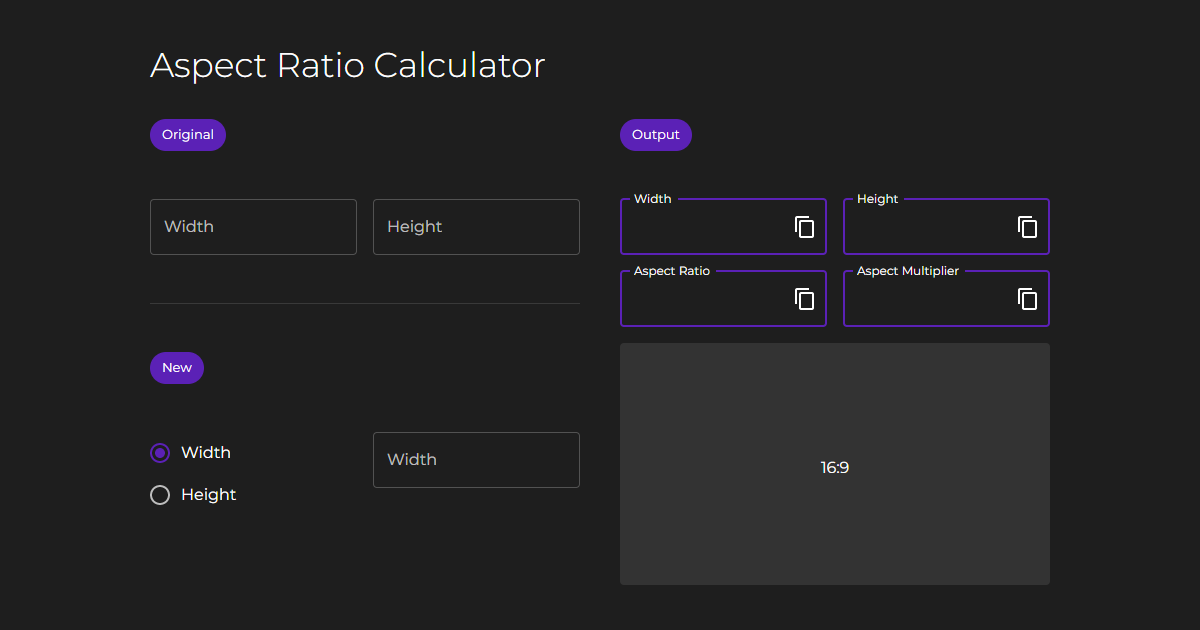 Aspect Ratio Calculator
Original
Width
Height
New
Width
Height
Width
Output
Width
Height
Aspect Ratio
Aspect Multiplier
16:9